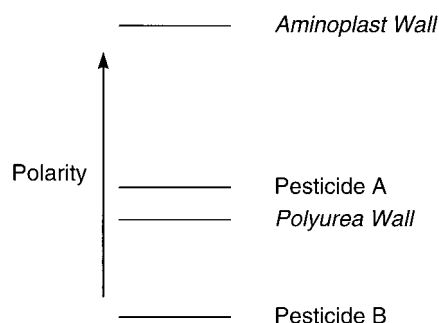 Aminoplast Wall
Polarity
Pesticide A
Polyurea Wall
Pesticide B